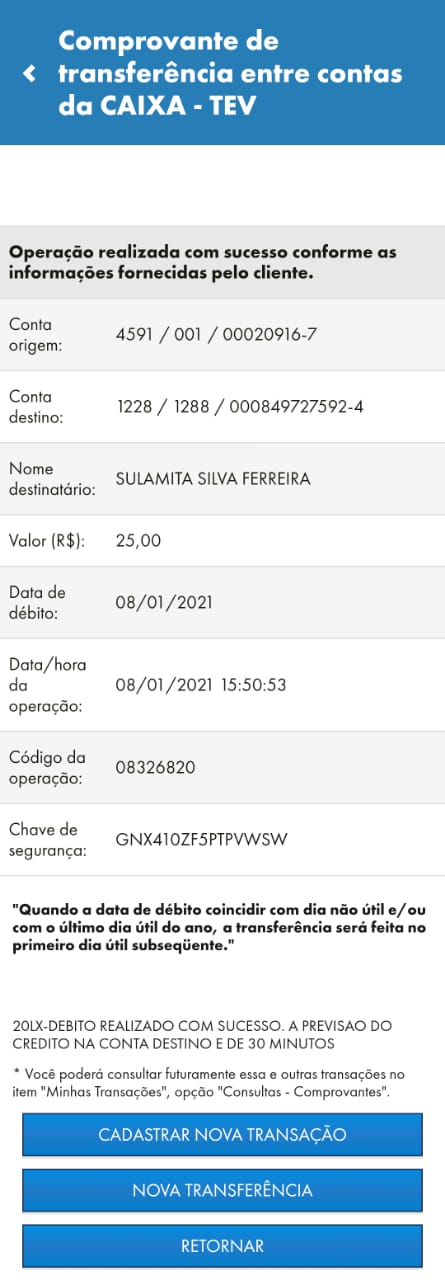 Comprovante de
transferência entre contas
da CAIXA - TEV
Operação realizada com sucesso conforme as
informações fornecidas pelo cliente.
Conta
origem:
4591 / 001 / 00020916-7
Conta
destino:
1228 / 1288 / 000849727592-4
Nome
destinatário:
SULAMITA SILVA FERREIRA
Valor (R$): 25,00
Data de
débito:
08/01/2021
Data/hora
da
operação:
08/01/2021 15:50:53
Código da
operação:
08326820
Chave de
segurança:
GNX410ZF5PTPVWSW
"Quando a data de débito coincidir com dia não útil e/ou
com o último dia útil do ano, a transferência será feita no
primeiro dia útil subseqüente."
20LX-DEBITO REALIZADO COM SUCESSO. A PREVISAO DO
CREDITO NA CONTA DESTINO E DE 30 MINUTOS
* Você poderá consultar futuramente essa e outras transações no
item "Minhas Transações", opção "Consultas - Comprovantes".
CADASTRAR NOVA TRANSAÇÃO
NOVA TRANSFERÊNCIA
RETORNAR